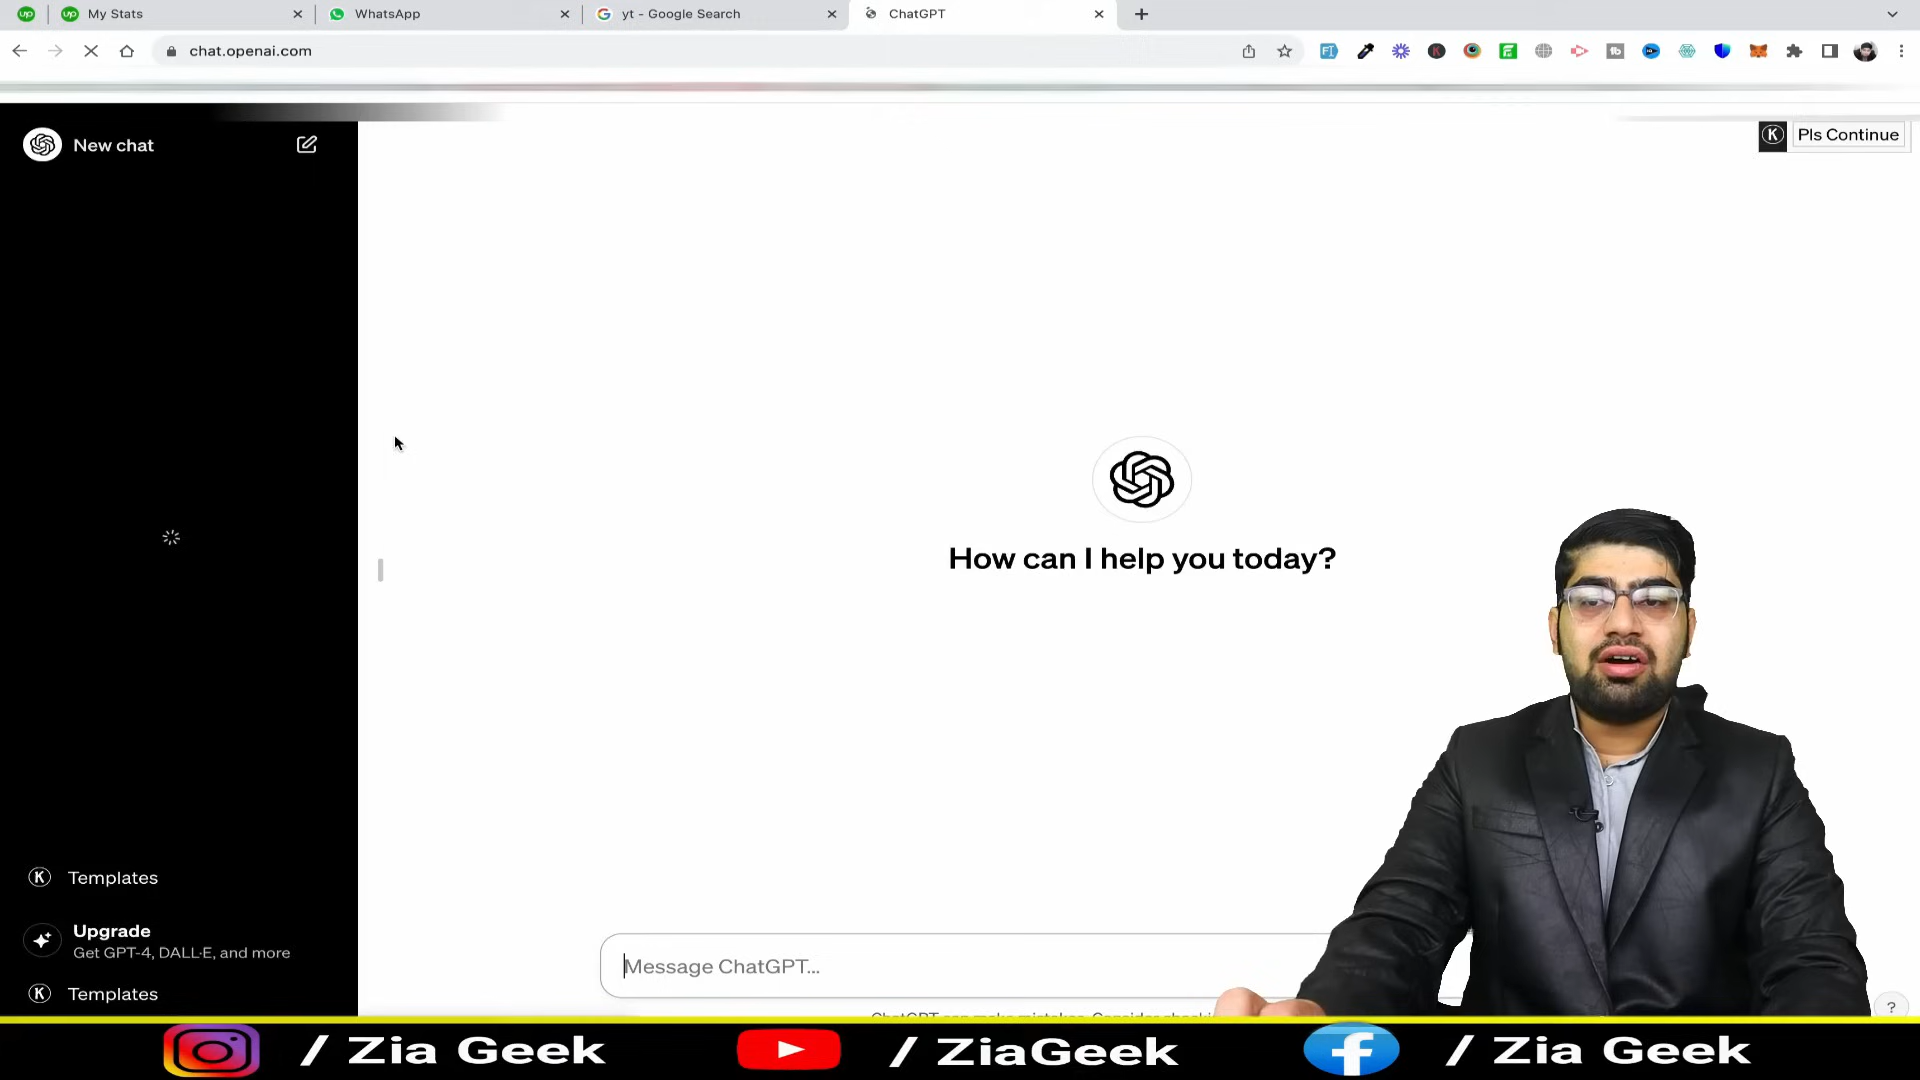 My Stats
WhatsApp
yt - Google Search
ChatGPT
chat.openai.com
New chat
Pls Continue
How can I help you today?
Templates
Upgrade
Get GPT-4, DALL·E, and more
Templates
Message ChatGPT...
?
/ Zia Geek
/ ZiaGeek
/ Zia Geek